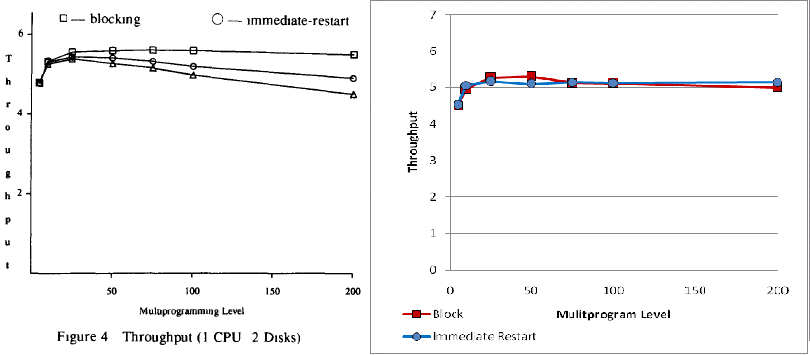 blocking
immediate-restart
6
4
2
Throughput
50
100
150
200
Multiprogramming Level
Figure 4 Throughput (1 CPU 2 Disks)
7
6
5
4
3
2
1
0
Throughput
0
50
100
150
200
Mulitprogram Level
Block
Immediate Restart